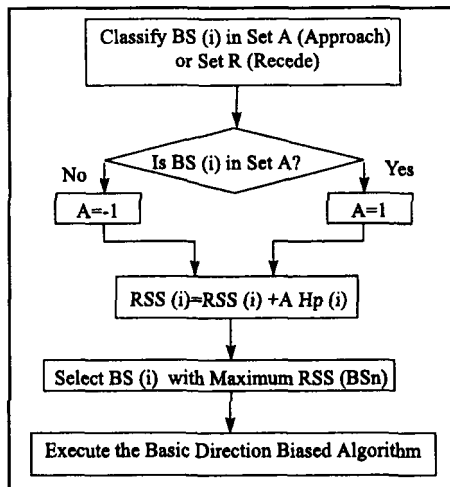 Classify BS (i) in Set A (Approach)
or Set R (Recede)
Is BS (i) in Set A?
No
Yes
A=-1
A=1
RSS (i)=RSS (i) +A Hp (i)
Select BS (i) with Maximum RSS (BSn)
Execute the Basic Direction Biased Algorithm